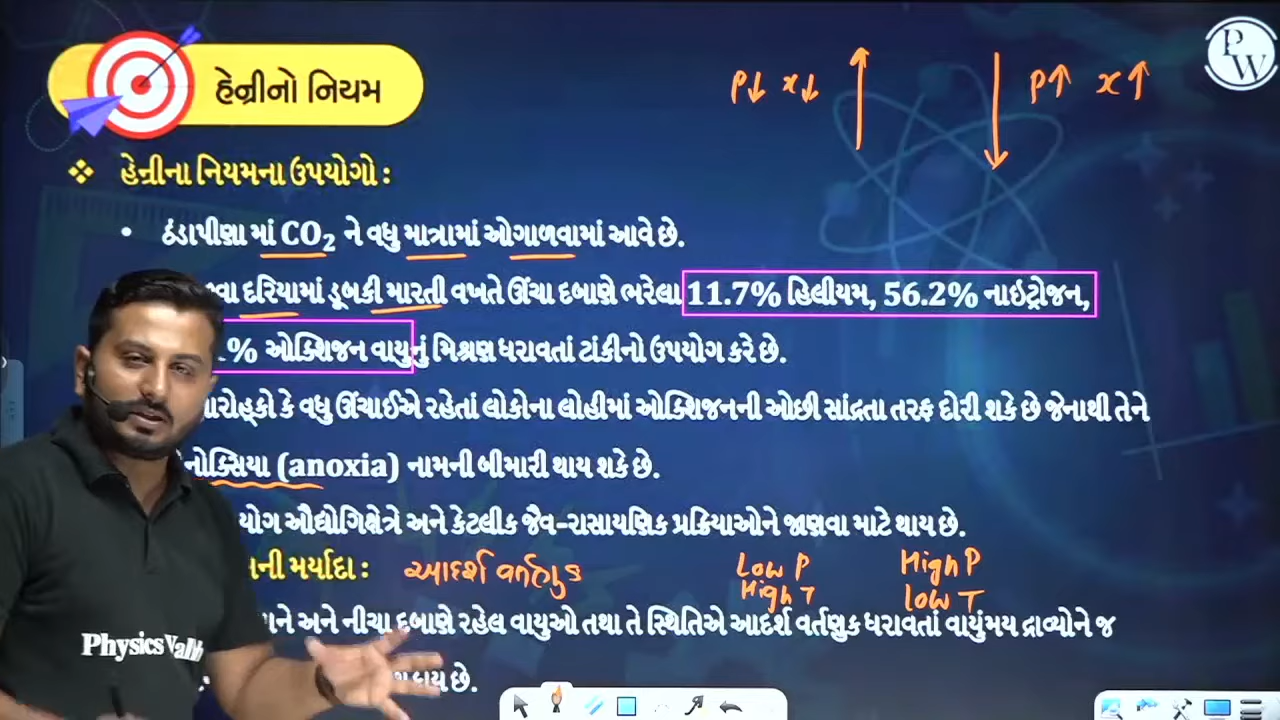 હેન્રીનો નિયમ
P↓ x↓ P↑ x↑
PW
❖ હેન્રીના નિયમના ઉપયોગો :
• ઠંડાપીણા માં CO₂ ને વધુ માત્રામાં ઓગાળવામાં આવે છે.
દરિયામાં ડૂબકી મારતી વખતે ઊંચા દબાણે ભરેલા 11.7% હિલીયમ, 56.2% નાઇટ્રોજન,
% ઓક્સિજન વાયુનું મિશ્રણ ધરાવતાં ટાંકીનો ઉપયોગ કરે છે.
કે વધુ ઊંચાઈએ રહેતાં લોકોના લોહીમાં ઓક્સિજનની ઓછી સાંદ્રતા તરફ દોરી શકે છે જેનાથી તેને
(anoxia) નામની બીમારી થાય શકે છે.
ઔદ્યોગિક્ષેત્રે અને કેટલીક જૈવ-રાસાયણિક પ્રક્રિયાઓને જાણવા માટે થાય છે.
મર્યાદા : આદર્શ વર્તણુક Low P High P
High T Low T
અને નીચા દબાણે રહેલ વાયુઓ તથા તે સ્થિતિએ આદર્શ વર્તણુક ધરાવતાં વાયુંમય દ્રાવ્યોને જ
છે.
Physics Vallh